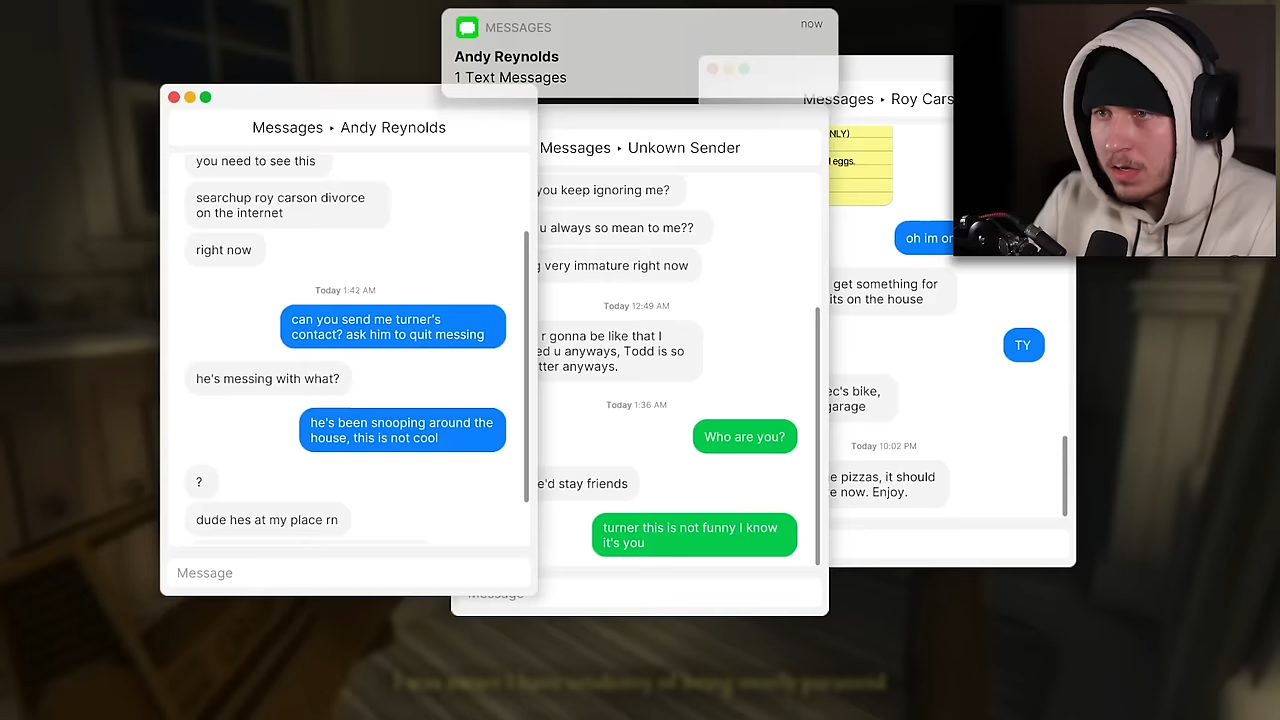 MESSAGES
now
Andy Reynolds
1 Text Messages
Messages ▸ Andy Reynolds
you need to see this
searchup roy carson divorce
on the internet
right now
Today 1:42 AM
can you send me turner's
contact? ask him to quit messing
he's messing with what?
he's been snooping around the
house, this is not cool
?
dude hes at my place rn
Message
Messages ▸ Unkown Sender
you keep ignoring me?
u always so mean to me??
very immature right now
Today 12:49 AM
r gonna be like that I
ed u anyways, Todd is so
tter anyways.
Today 1:36 AM
Who are you?
e'd stay friends
turner this is not funny I know
it's you
Message
Messages ▸ Roy Cars
NLY)
eggs.
oh im or
get something for
its on the house
TY
ec's bike,
garage
Today 10:02 PM
e pizzas, it should
e now. Enjoy.